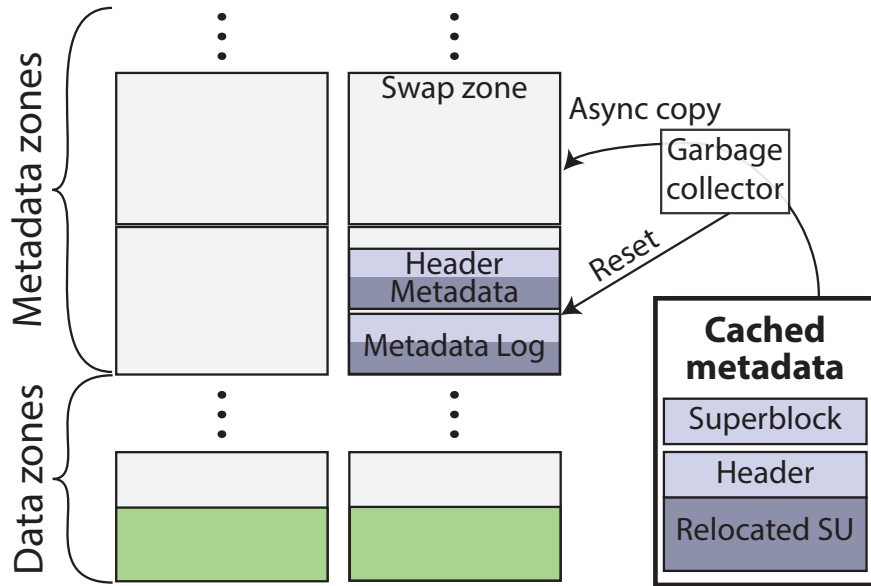 Metadata zones
Data zones
Swap zone
Async copy
Garbage
collector
Reset
Header
Metadata
Metadata Log
Cached
metadata
Superblock
Header
Relocated SU